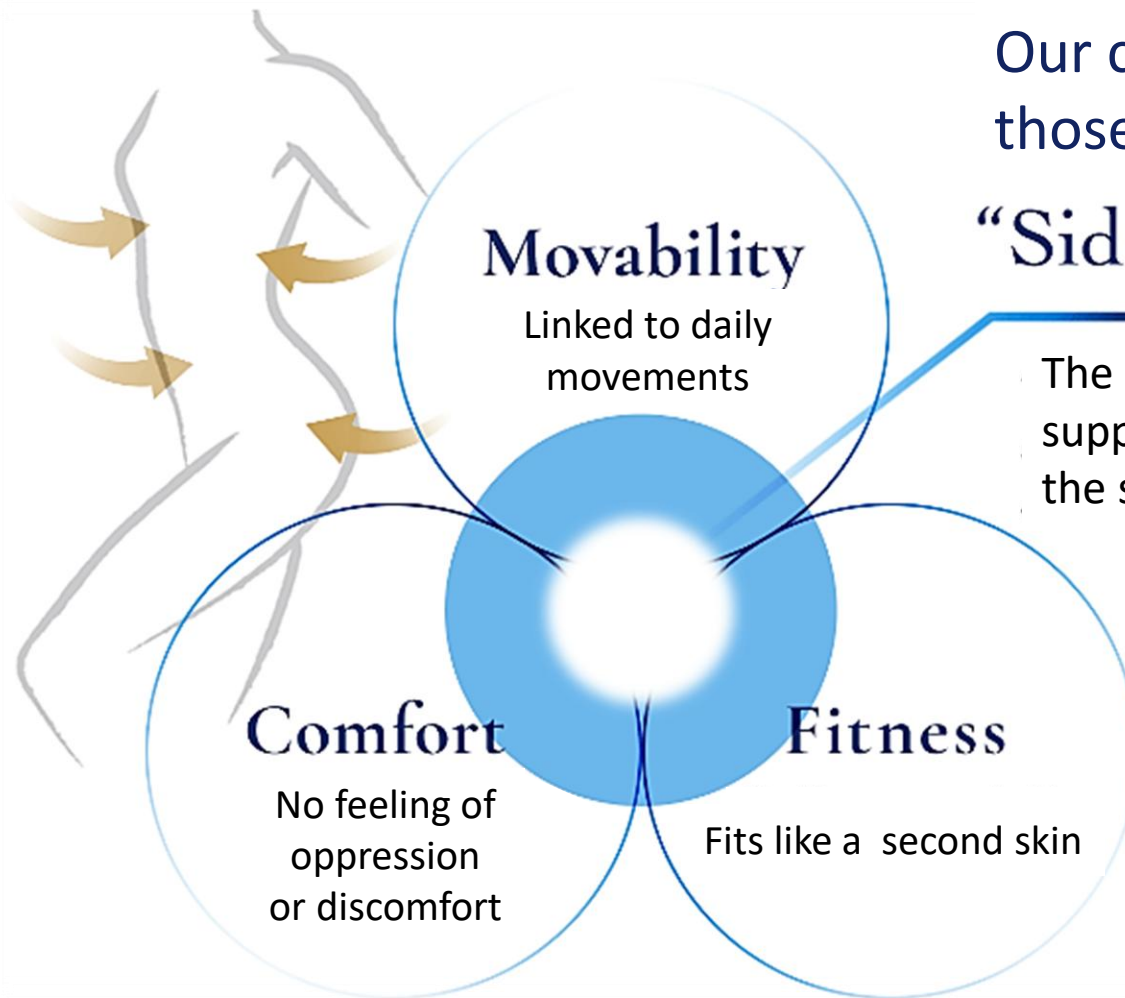 Our
those
“Sid
Movability
Linked to daily
movements
The
supp
the s
Comfort
No feeling of
oppression
or discomfort
Fitness
Fits like a  second skin